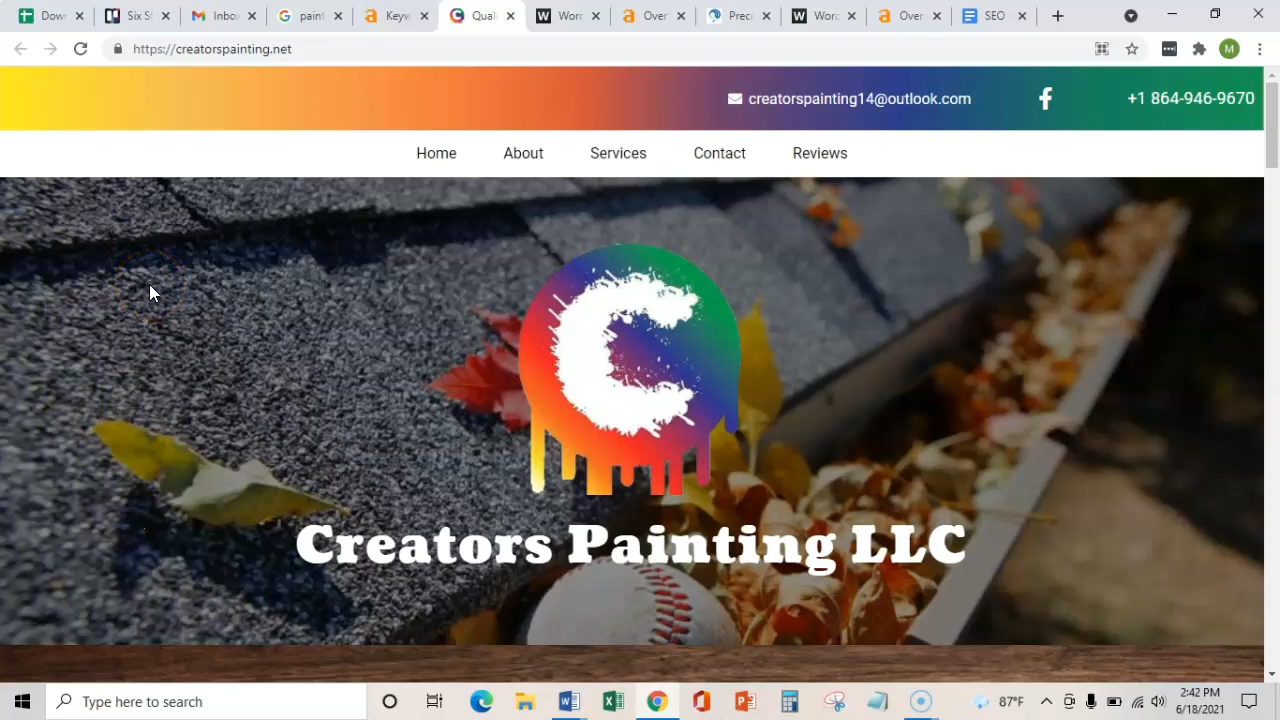 Dow
Six S
Inbox
paint
Keyw
Qual
Word
Over
Prec
Word
Over
SEO
https://creatorspainting.net
M
creatorspainting14@outlook.com
+1 864-946-9670
Home
About
Services
Contact
Reviews
C
Creators Painting LLC
Type here to search
87°F
2:42 PM
6/18/2021